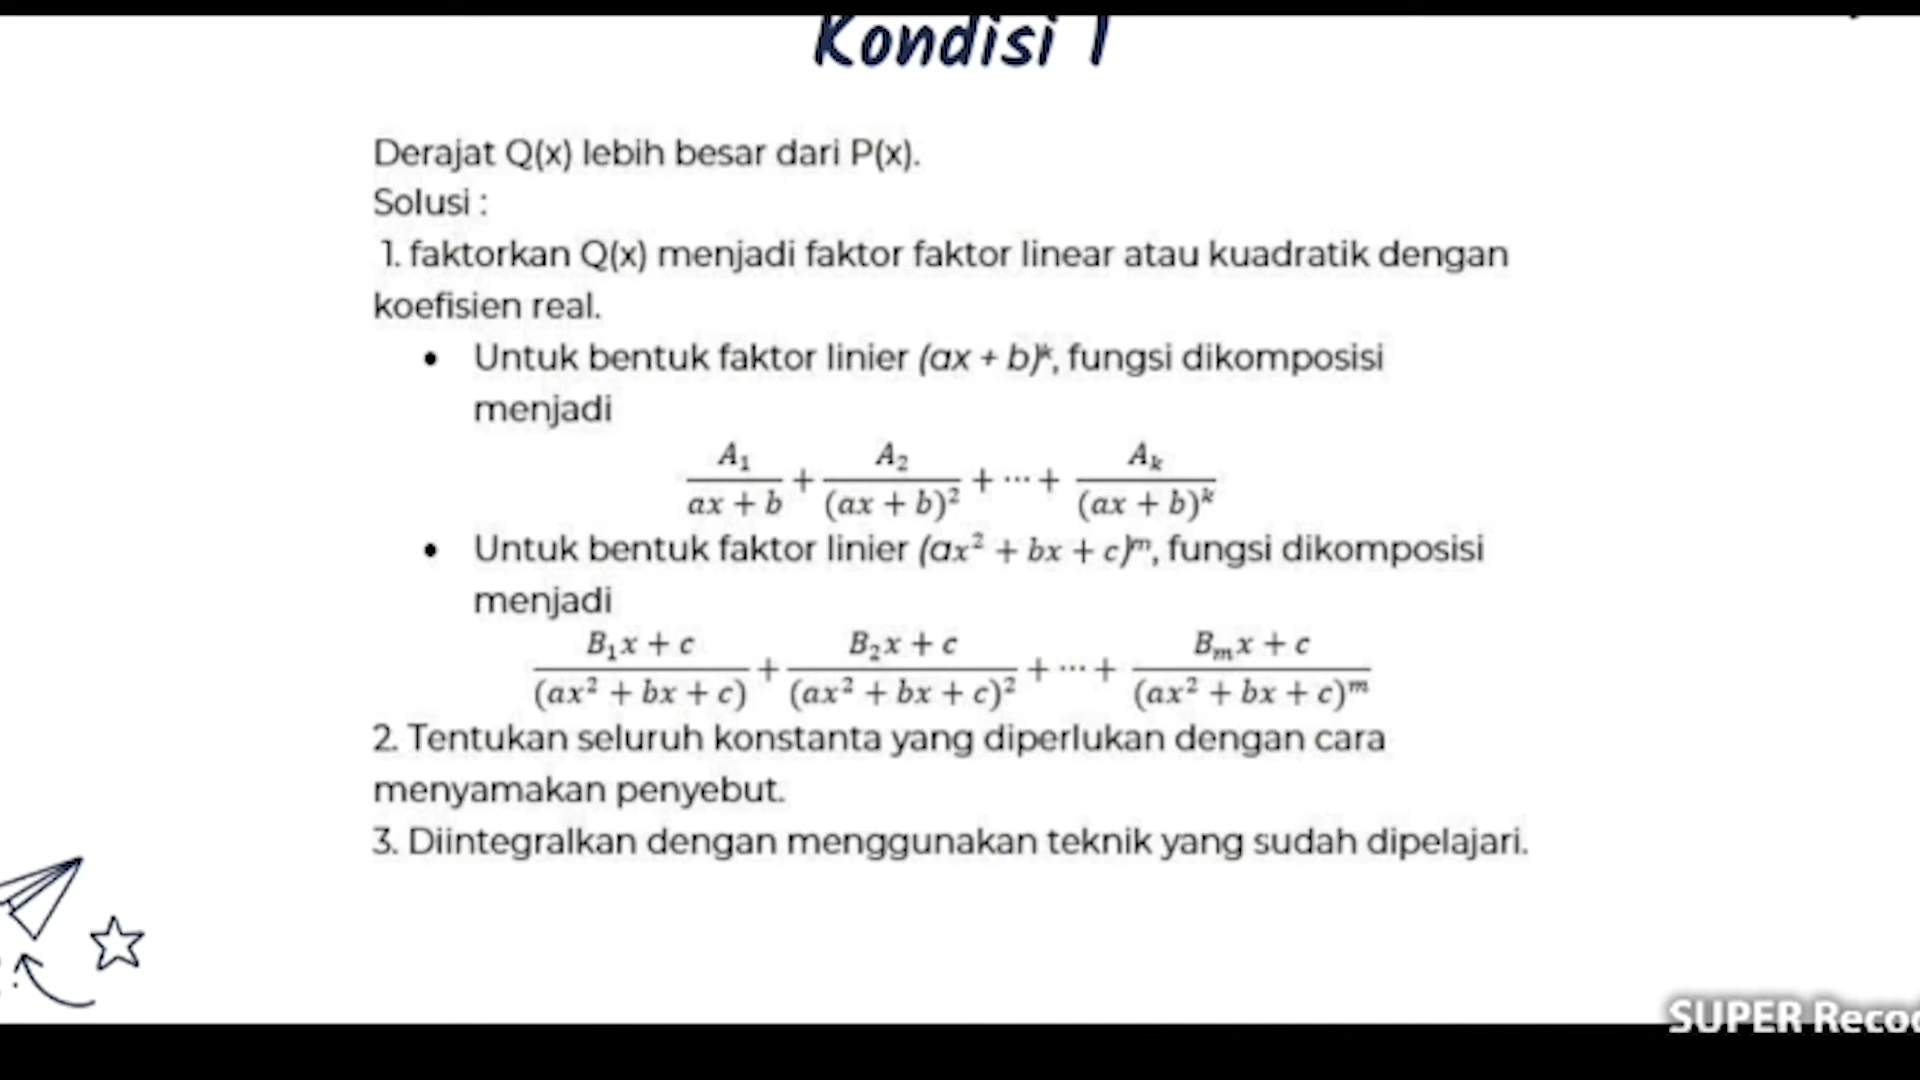 Kondisi 1
Derajat Q(x) lebih besar dari P(x).
Solusi :
1. faktorkan Q(x) menjadi faktor faktor linear atau kuadratik dengan
koefisien real.
• Untuk bentuk faktor linier (ax + b)ᵏ, fungsi dikomposisi
menjadi
A₁/(ax + b) + A₂/(ax + b)² + ⋯ + Aₖ/(ax + b)ᵏ
• Untuk bentuk faktor linier (ax² + bx + c)ᵐ, fungsi dikomposisi
menjadi
(B₁x + c)/(ax² + bx + c) + (B₂x + c)/(ax² + bx + c)² + ⋯ + (Bₘx + c)/(ax² + bx + c)ᵐ
2. Tentukan seluruh konstanta yang diperlukan dengan cara
menyamakan penyebut.
3. Diintegralkan dengan menggunakan teknik yang sudah dipelajari.
SUPER